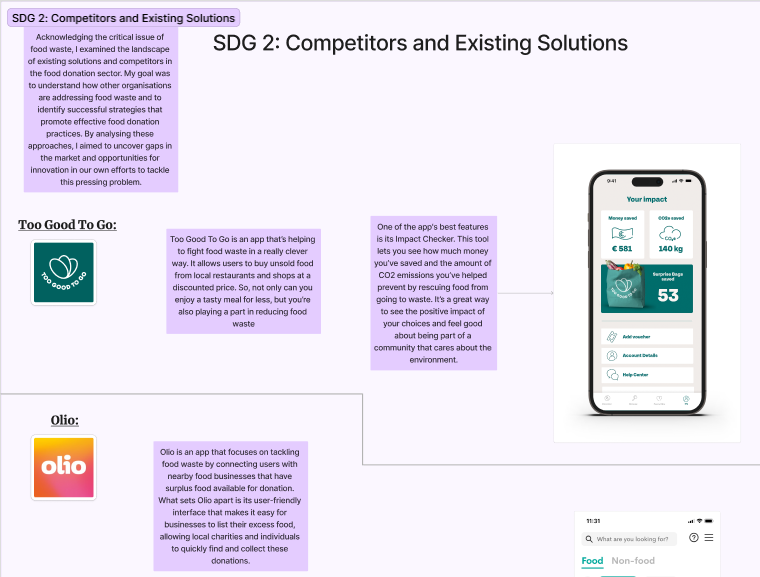 SDG 2: Competitors and Existing Solutions
SDG 2: Competitors and Existing Solutions
Acknowledging the critical issue of
food waste, I examined the landscape
of existing solutions and competitors in
the food donation sector. My goal was
to understand how other organisations
are addressing food waste and to
identify successful strategies that
promote effective food donation
practices. By analysing these
approaches, I aimed to uncover gaps in
the market and opportunities for
innovation in our own efforts to tackle
this pressing problem.
Too Good To Go:
TOO GOOD TO GO
Too Good To Go is an app that's helping
to fight food waste in a really clever
way. It allows users to buy unsold food
from local restaurants and shops at a
discounted price. So, not only can you
enjoy a tasty meal for less, but you're
also playing a part in reducing food
waste
One of the app's best features
is its Impact Checker. This tool
lets you see how much money
you've saved and the amount of
CO2 emissions you've helped
prevent by rescuing food from
going to waste. It's a great way
to see the positive impact of
your choices and feel good
about being part of a
community that cares about the
environment.
9:41
Your impact
Money saved
€ 581
CO2e saved
140 kg
TOO GOOD TO GO
Surprise Bags
saved
53
Add voucher
Account Details
Help Center
Olio:
olio
Olio is an app that focuses on tackling
food waste by connecting users with
nearby food businesses that have
surplus food available for donation.
What sets Olio apart is its user-friendly
interface that makes it easy for
businesses to list their excess food,
allowing local charities and individuals
to quickly find and collect these
donations.
11:31
What are you looking for?
Food Non-food